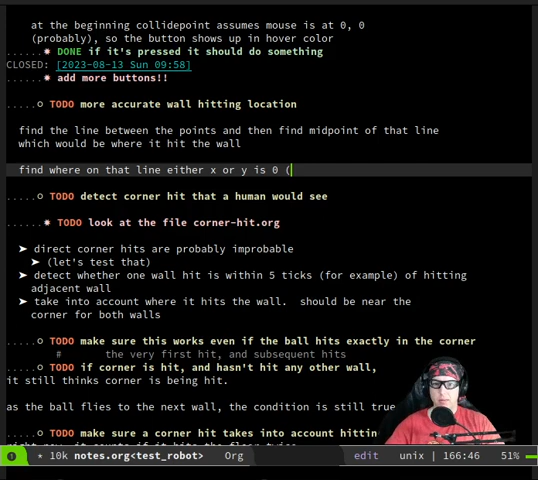 at the beginning collidepoint assumes mouse is at 0, 0
(probably), so the button shows up in hover color
......✸ DONE if it's pressed it should do something
CLOSED: [2023-08-13 Sun 09:58]
......✸ add more buttons!!
.....○ TODO more accurate wall hitting location
find the line between the points and then find midpoint of that line
which would be where it hit the wall
find where on that line either x or y is 0 (
.....○ TODO detect corner hit that a human would see
......✸ TODO look at the file corner-hit.org
➤ direct corner hits are probably improbable
➤ (let's test that)
➤ detect whether one wall hit is within 5 ticks (for example) of hitting
adjacent wall
➤ take into account where it hits the wall.  should be near the
corner for both walls
.....○ TODO make sure this works even if the ball hits exactly in the corner
# the very first hit, and subsequent hits
.....○ TODO if corner is hit, and hasn't hit any other wall,
it still thinks corner is being hit.
as the ball flies to the next wall, the condition is still true
.....○ TODO make sure a corner hit takes into account hittin
* 10k notes.org<test_robot> Org edit unix | 166:46 51%